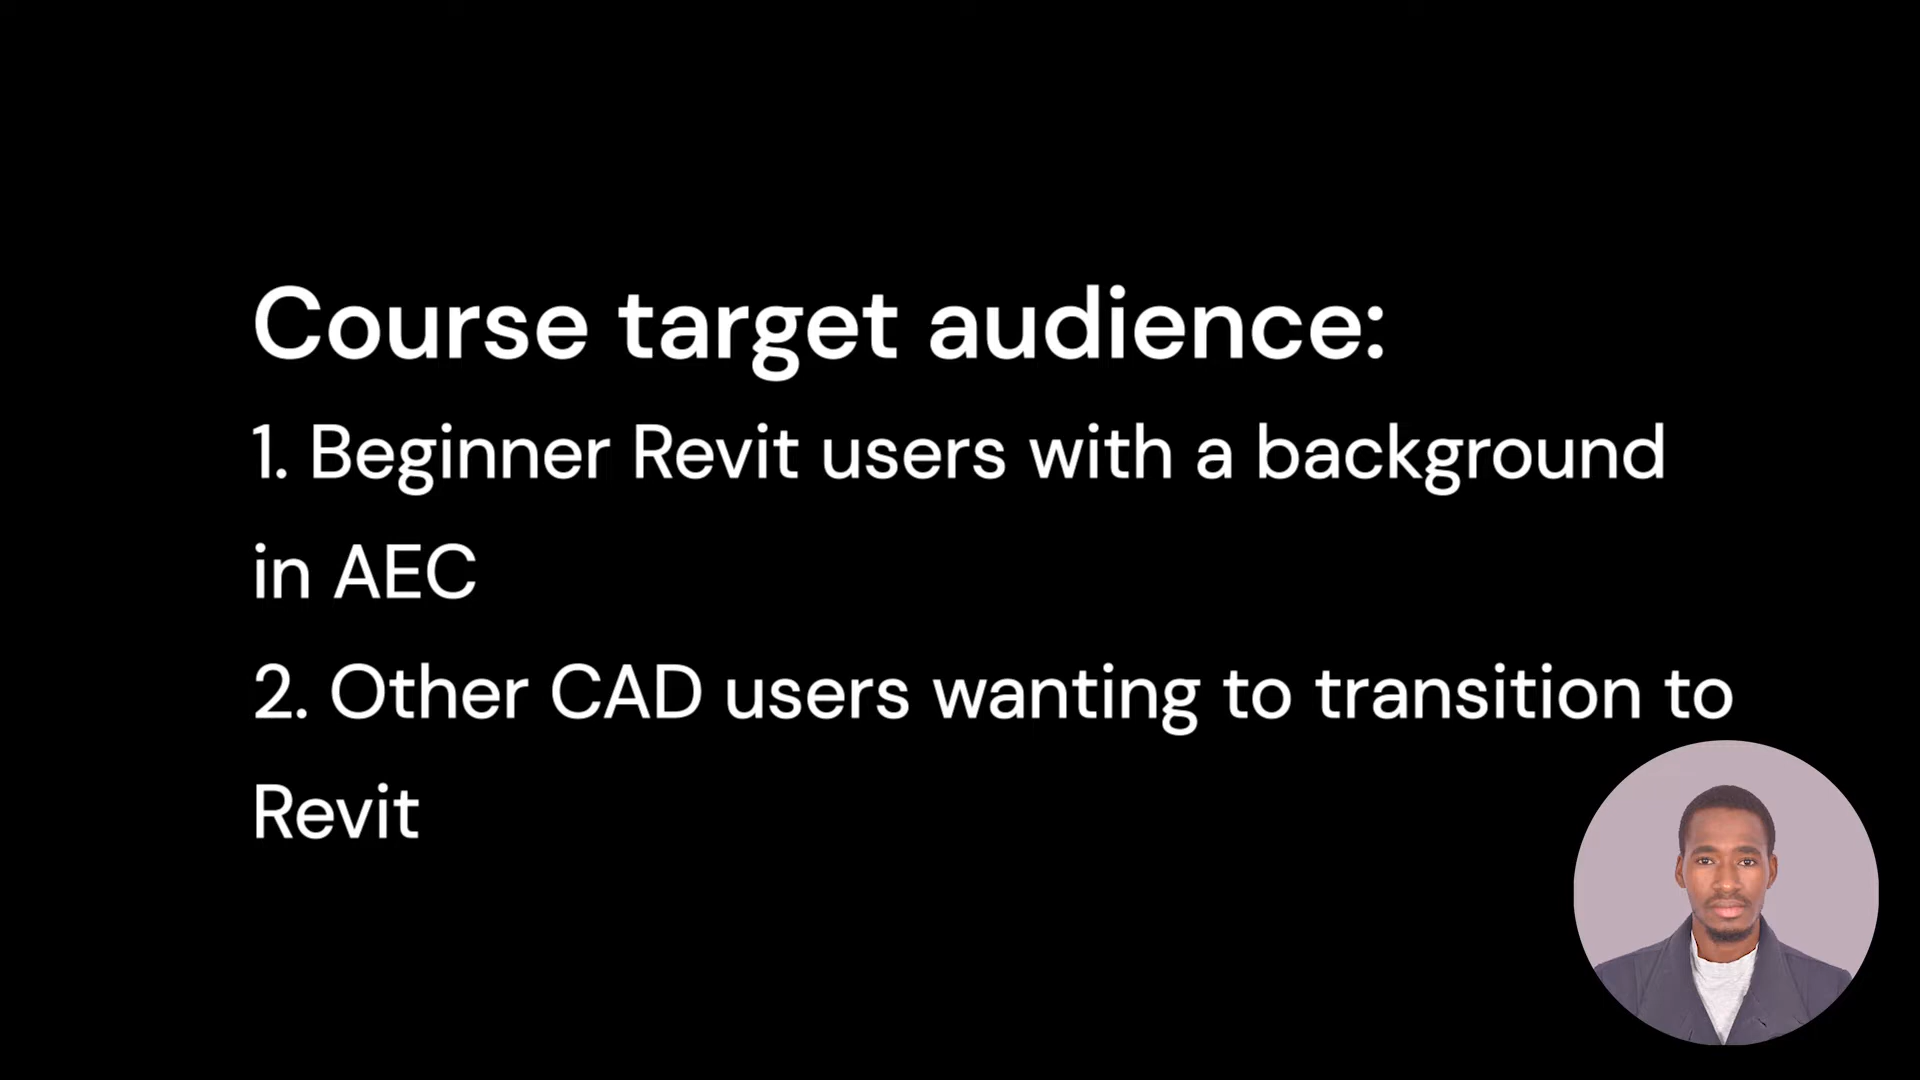 Course target audience:
1. Beginner Revit users with a background
in AEC
2. Other CAD users wanting to transition to
Revit